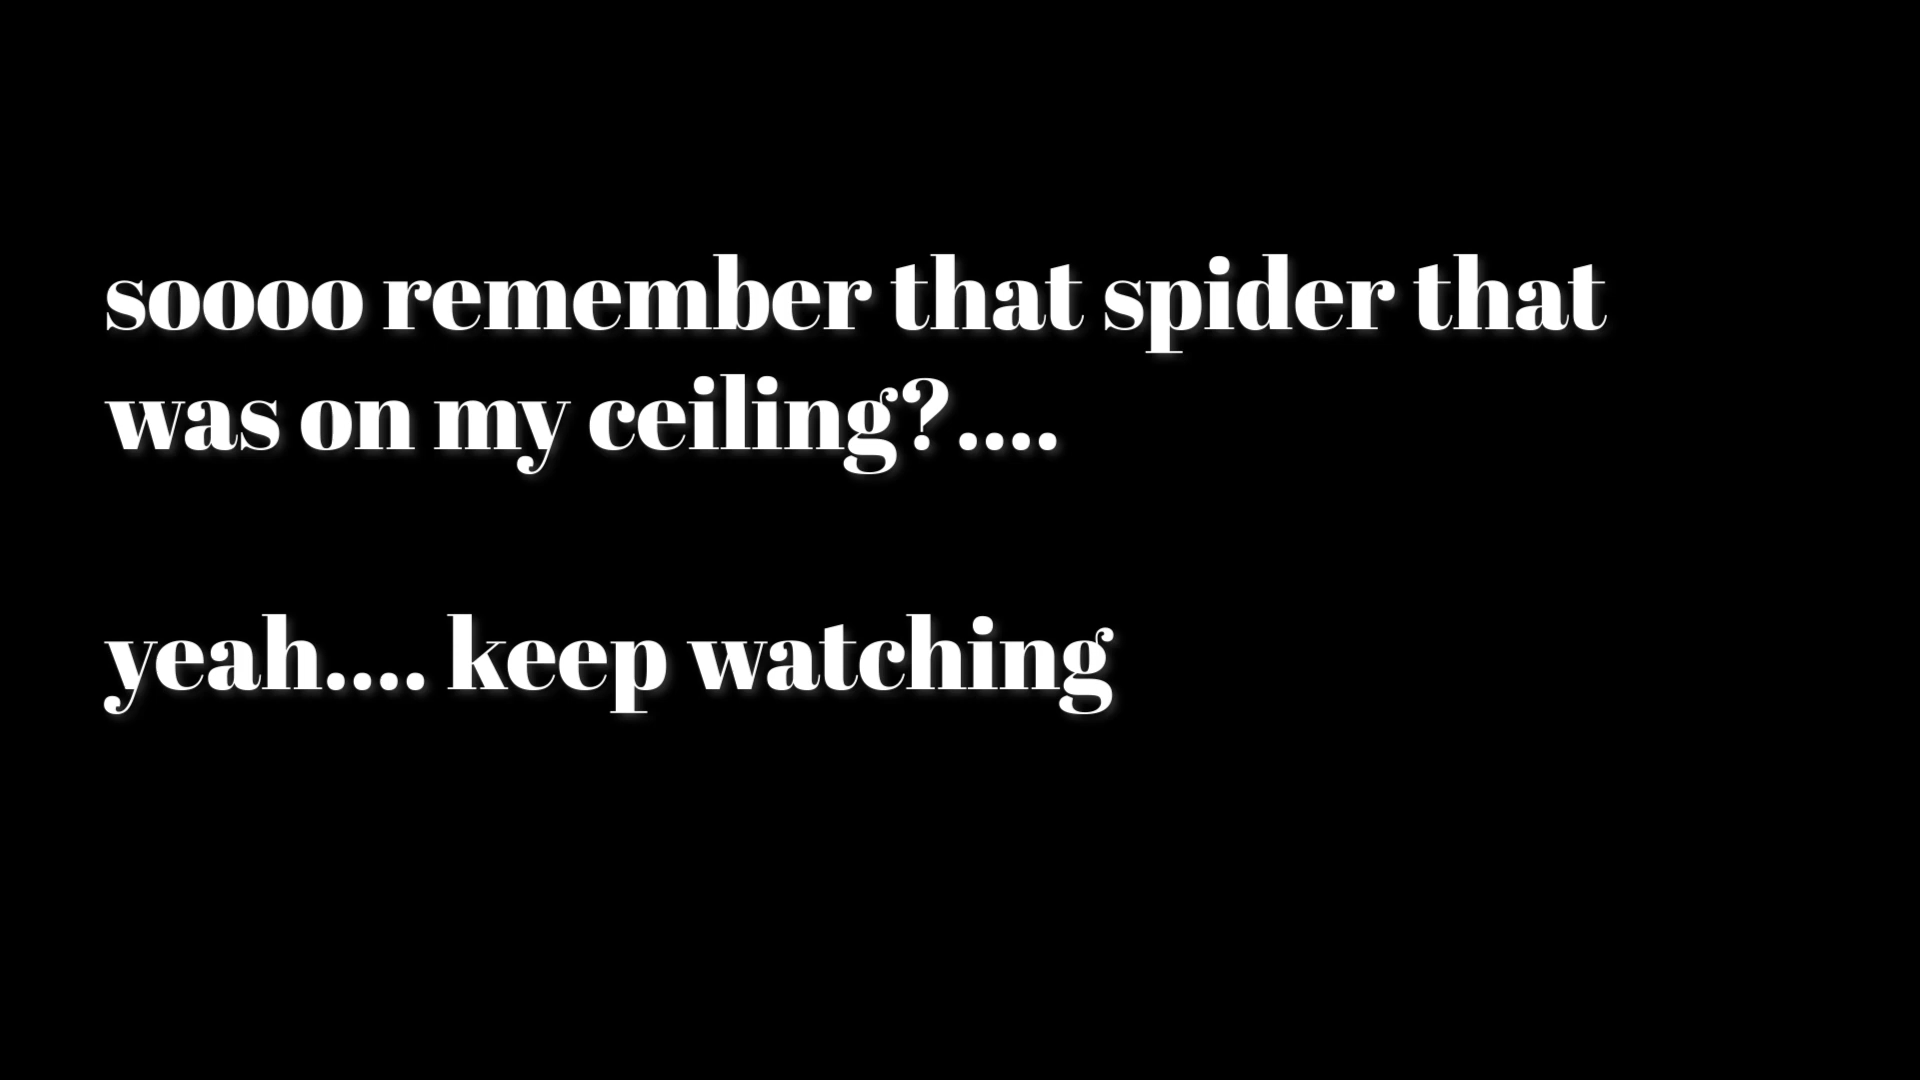 soooo remember that spider that
was on my ceiling?....
yeah.... keep watching